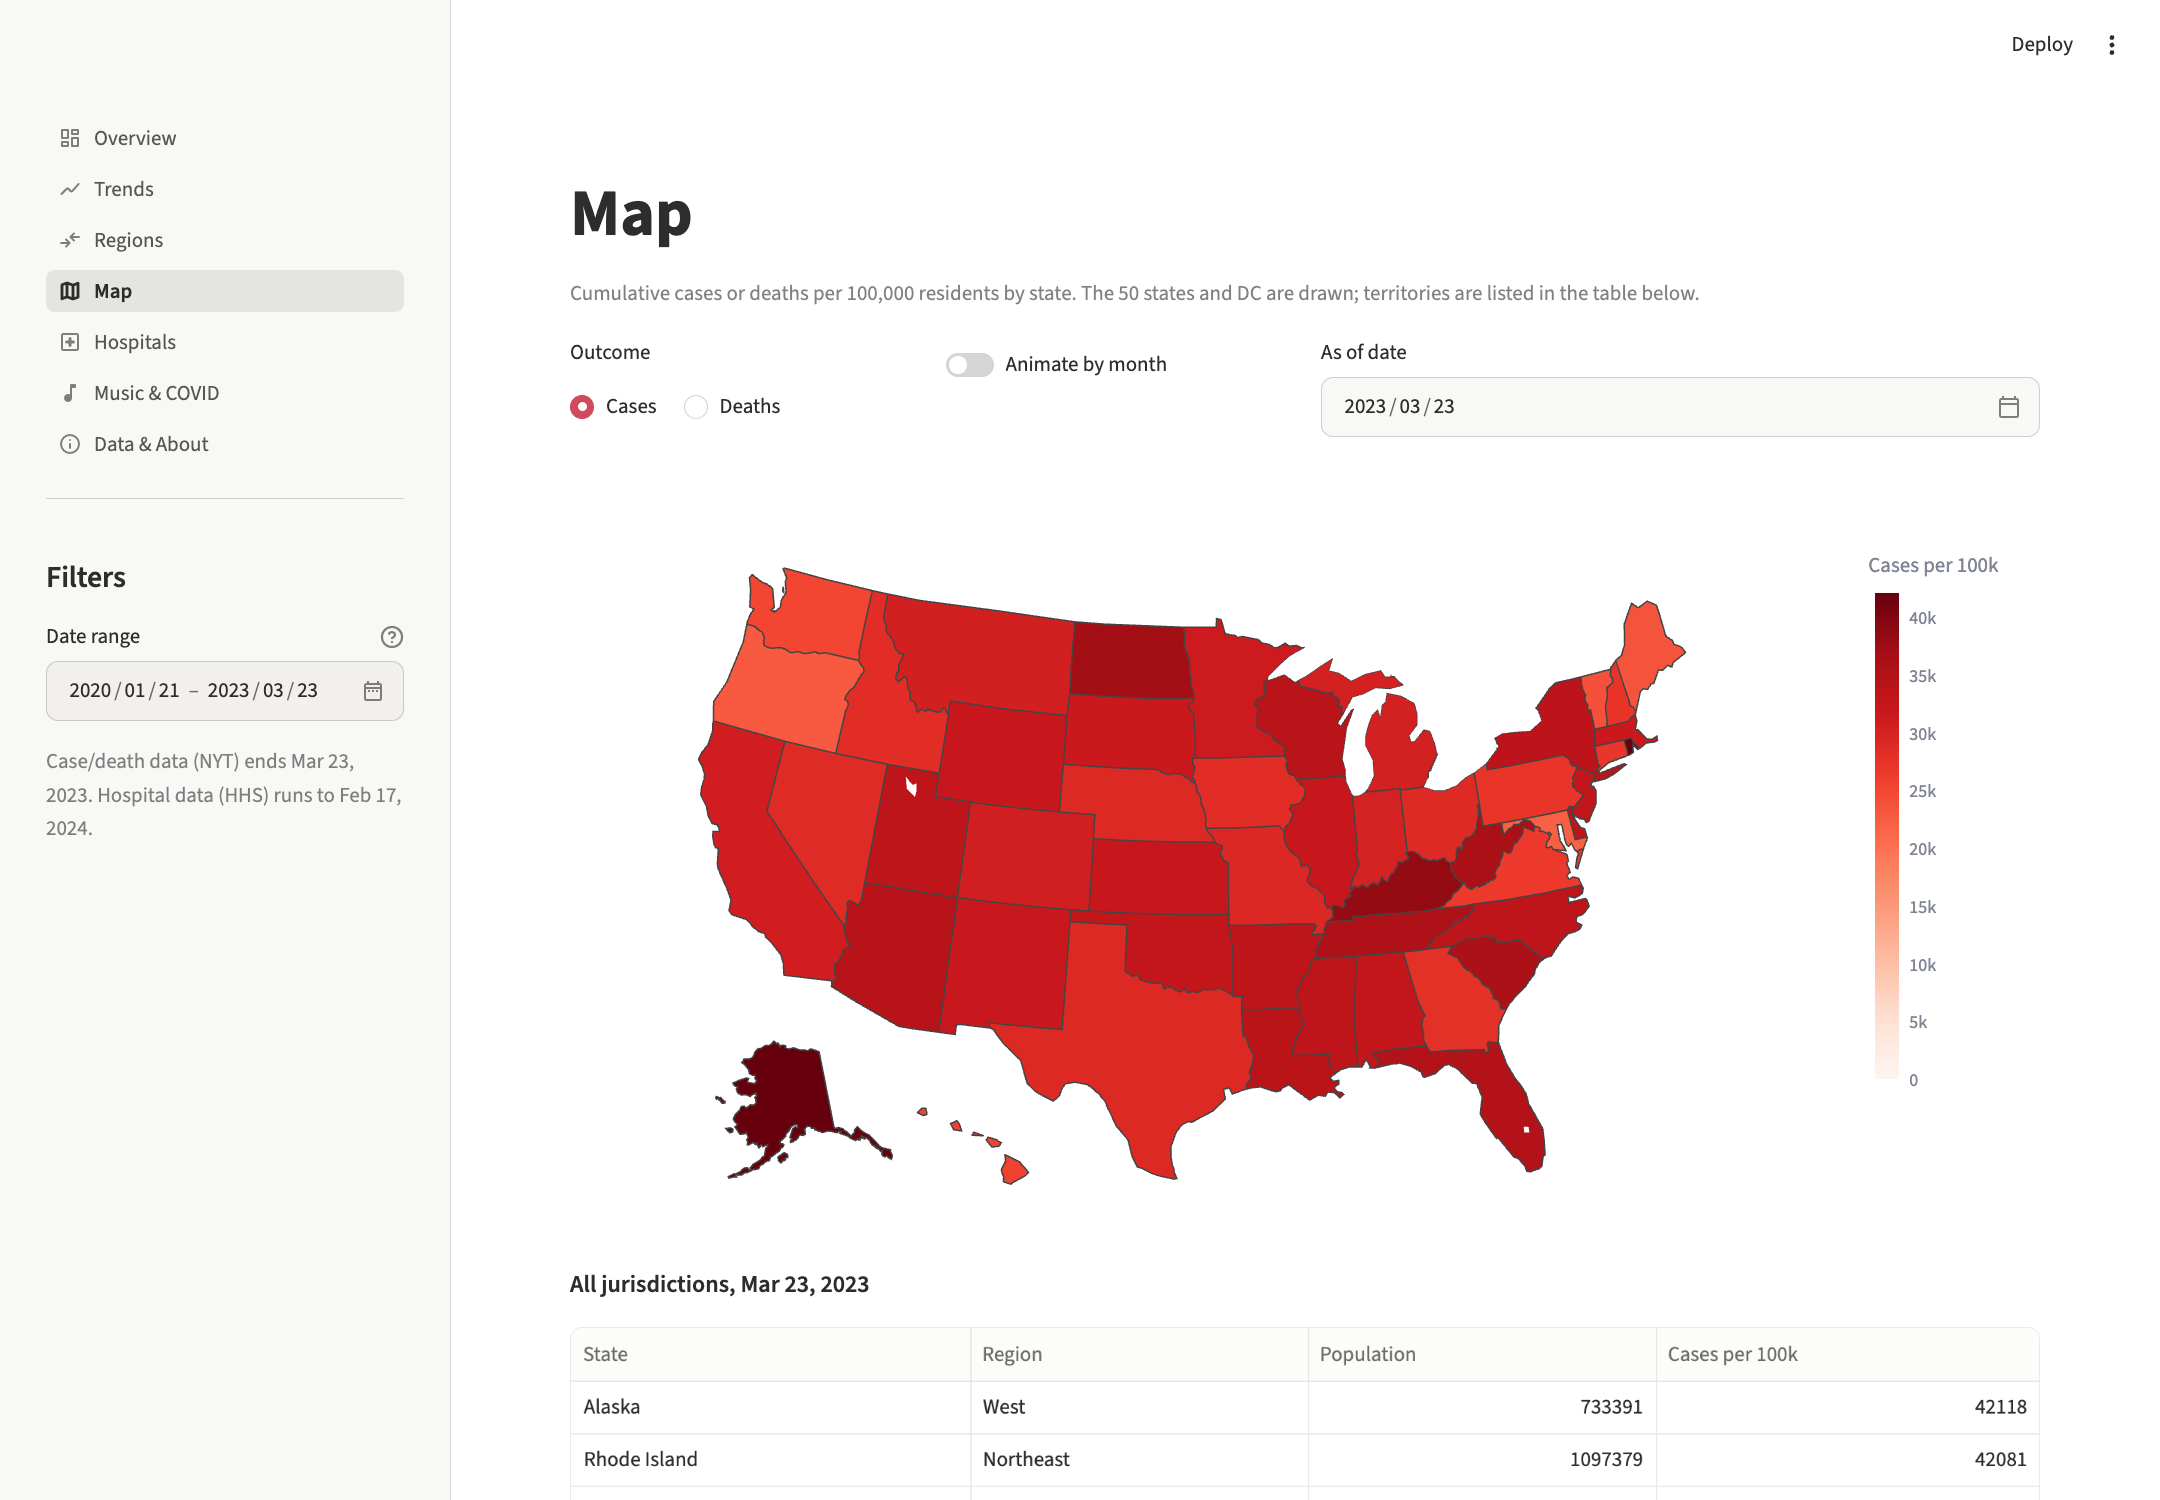 Deploy
Overview
Trends
Regions
Map
Hospitals
Music & COVID
Data & About
Filters
Date range
2020/01/21 – 2023/03/23
Case/death data (NYT) ends Mar 23,
2023. Hospital data (HHS) runs to Feb 17,
2024.
Map
Cumulative cases or deaths per 100,000 residents by state. The 50 states and DC are drawn; territories are listed in the table below.
Outcome
Cases
Deaths
Animate by month
As of date
2023/03/23
Cases per 100k
40k
35k
30k
25k
20k
15k
10k
5k
0
All jurisdictions, Mar 23, 2023
State Region Population Cases per 100k
Alaska West 733391 42118
Rhode Island Northeast 1097379 42081